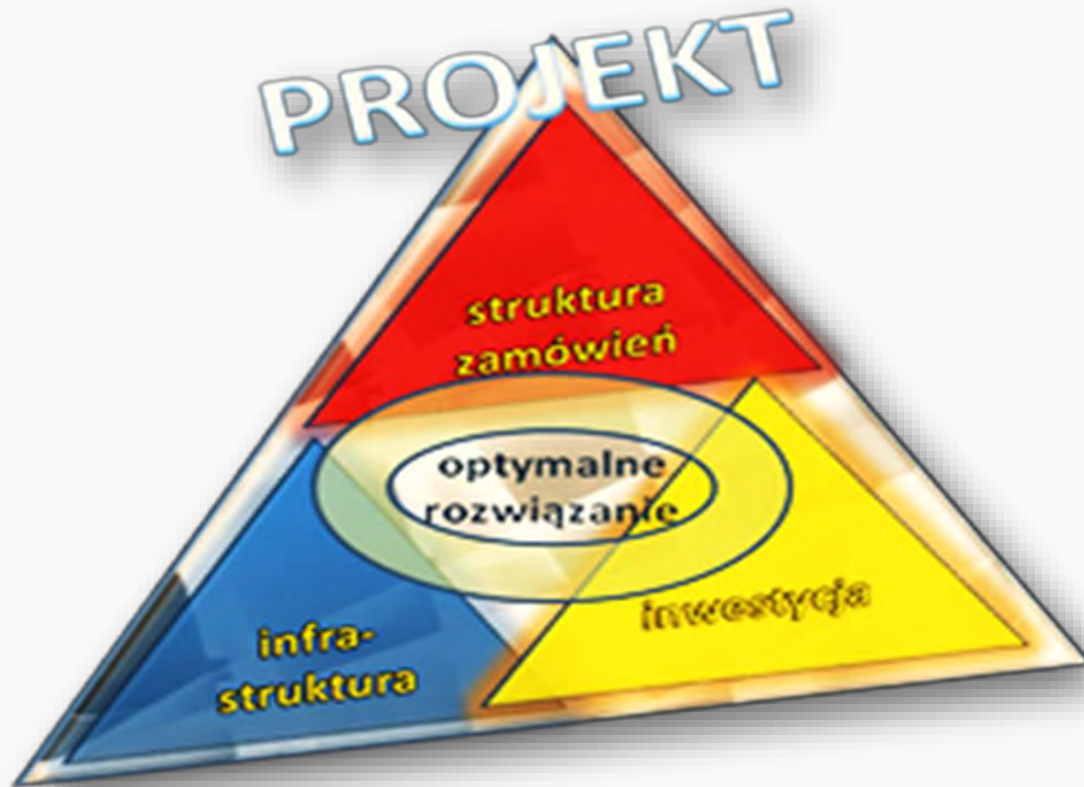 PROJEKT
struktura
zamówień
optymalne
rozwiązanie
infra-
struktura
inwestycja